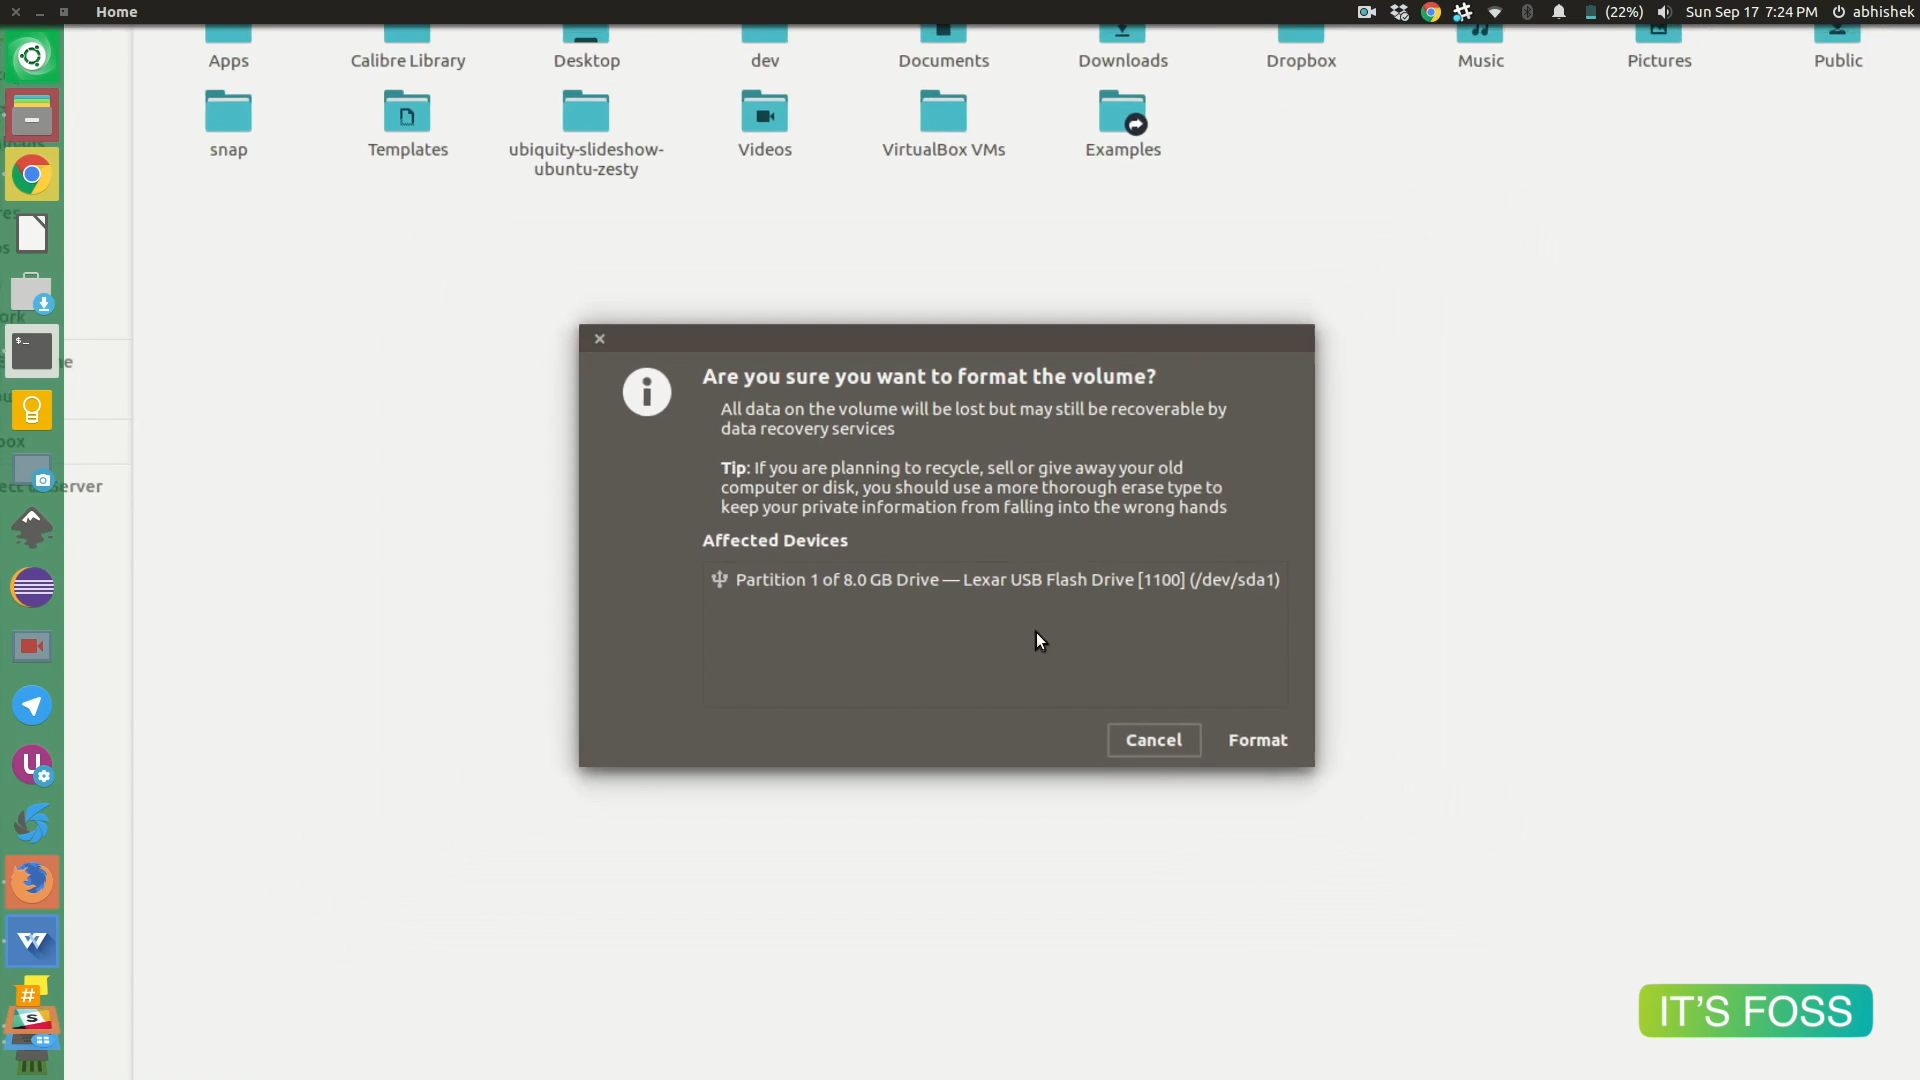 Home
(22%)
Sun Sep 17 7:24 PM
abhishek
Apps
Calibre Library
Desktop
dev
Documents
Downloads
Dropbox
Music
Pictures
Public
snap
Templates
ubiquity-slideshow-
ubuntu-zesty
Videos
VirtualBox VMs
Examples
Are you sure you want to format the volume?
All data on the volume will be lost but may still be recoverable by
data recovery services
Tip: If you are planning to recycle, sell or give away your old
computer or disk, you should use a more thorough erase type to
keep your private information from falling into the wrong hands
Affected Devices
Partition 1 of 8.0 GB Drive — Lexar USB Flash Drive [1100] (/dev/sda1)
Cancel
Format
IT'S FOSS